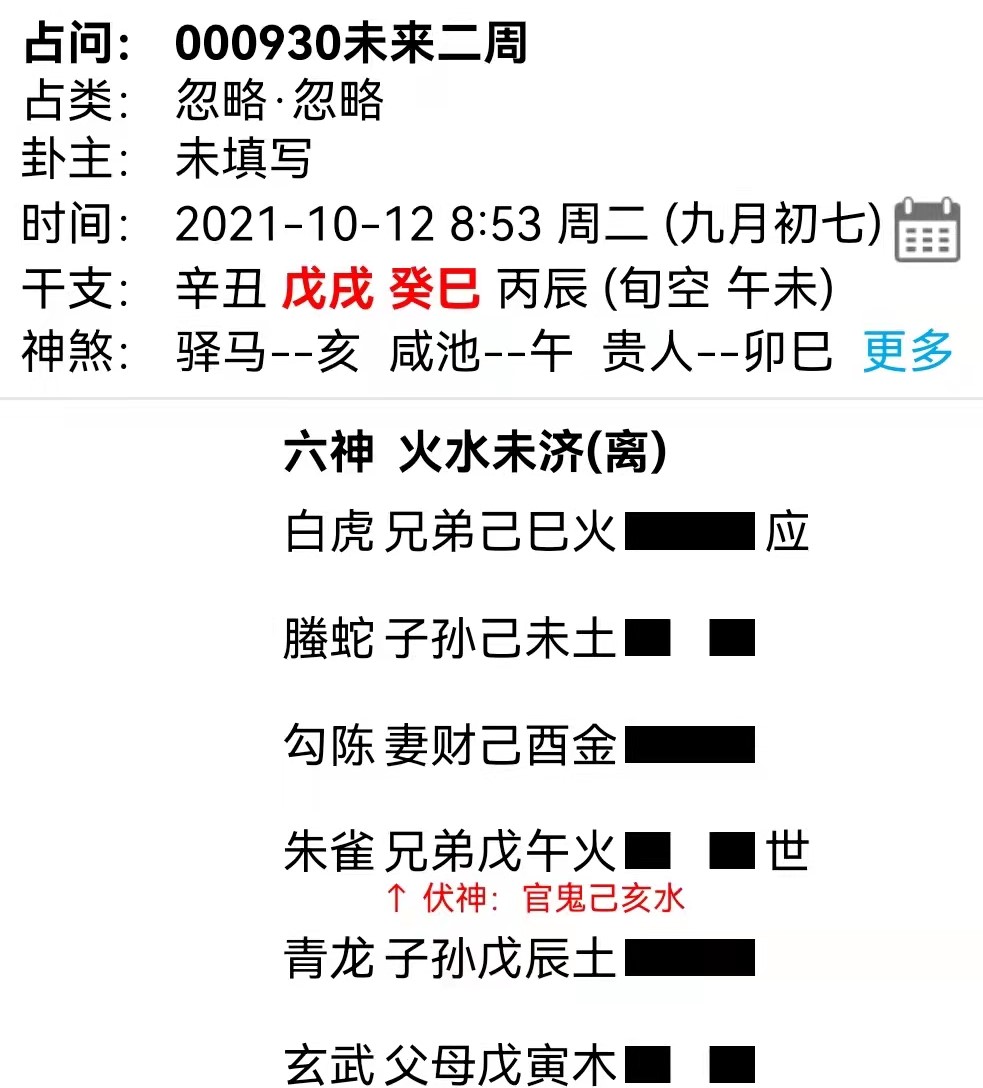 占问： 000930未来二周
占类： 忽略·忽略
卦主： 未填写
时间： 2021-10-12 8:53 周二 (九月初七)
干支： 辛丑 戊戌 癸巳 丙辰 (旬空 午未)
神煞： 驿马--亥 咸池--午 贵人--卯巳 更多
六神 火水未济(离)
白虎 兄弟己巳火 应
螣蛇 子孙己未土
勾陈 妻财己酉金
朱雀 兄弟戊午火 世
↑ 伏神：官鬼己亥水
青龙 子孙戊辰土
玄武 父母戊寅木